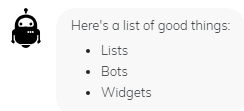 Here's a list of good things:
• Lists
• Bots
• Widgets